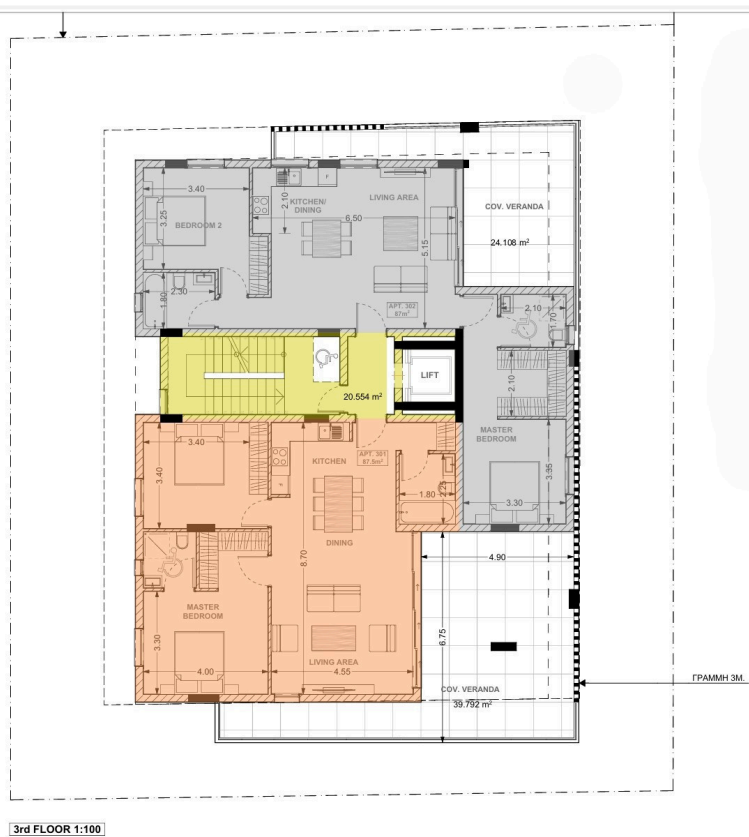 3.40
3.25
BEDROOM 2
2.10
KITCHEN/
DINING
LIVING AREA
6.50
5.15
COV. VERANDA
24.108 m²
2.30
1.80
APT. 302
87m²
2.10
1.70
LIFT
20.554 m²
2.10
MASTER
BEDROOM
3.35
3.30
3.40
3.40
KITCHEN
APT. 301
87.5m²
1.80
2.25
DINING
8.70
4.90
6.75
MASTER
BEDROOM
3.30
4.00
LIVING AREA
4.55
COV. VERANDA
39.792 m²
ΓΡΑΜΜΗ 3Μ.
3rd FLOOR 1:100